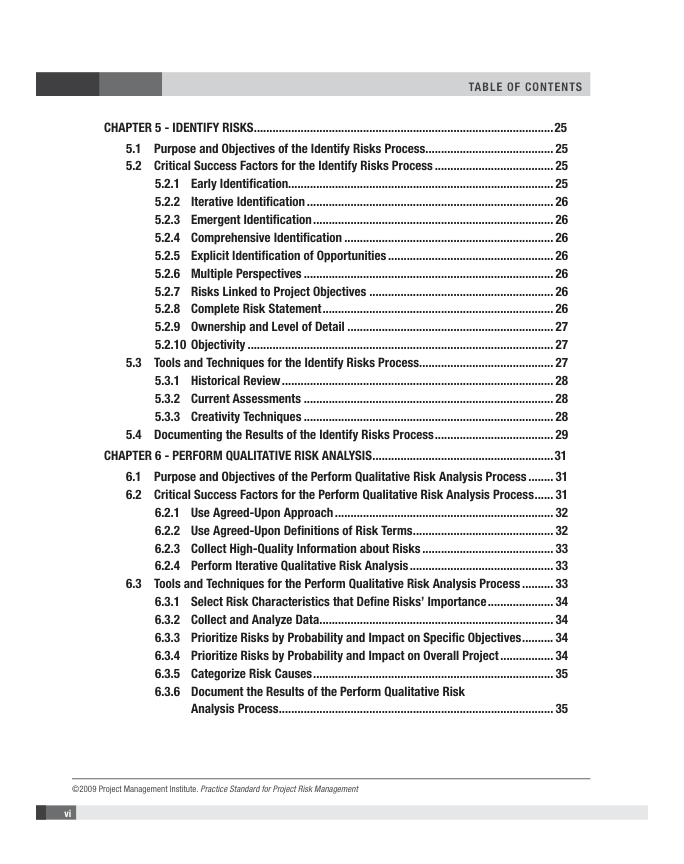 TABLE OF CONTENTS
CHAPTER 5 - IDENTIFY RISKS.....25
5.1 Purpose and Objectives of the Identify Risks Process..... 25
5.2 Critical Success Factors for the Identify Risks Process ..... 25
5.2.1 Early Identification..... 25
5.2.2 Iterative Identification ..... 26
5.2.3 Emergent Identification ..... 26
5.2.4 Comprehensive Identification ..... 26
5.2.5 Explicit Identification of Opportunities ..... 26
5.2.6 Multiple Perspectives ..... 26
5.2.7 Risks Linked to Project Objectives ..... 26
5.2.8 Complete Risk Statement..... 26
5.2.9 Ownership and Level of Detail ..... 27
5.2.10 Objectivity ..... 27
5.3 Tools and Techniques for the Identify Risks Process..... 27
5.3.1 Historical Review ..... 28
5.3.2 Current Assessments ..... 28
5.3.3 Creativity Techniques ..... 28
5.4 Documenting the Results of the Identify Risks Process..... 29
CHAPTER 6 - PERFORM QUALITATIVE RISK ANALYSIS.....31
6.1 Purpose and Objectives of the Perform Qualitative Risk Analysis Process ..... 31
6.2 Critical Success Factors for the Perform Qualitative Risk Analysis Process..... 31
6.2.1 Use Agreed-Upon Approach ..... 32
6.2.2 Use Agreed-Upon Definitions of Risk Terms..... 32
6.2.3 Collect High-Quality Information about Risks ..... 33
6.2.4 Perform Iterative Qualitative Risk Analysis ..... 33
6.3 Tools and Techniques for the Perform Qualitative Risk Analysis Process ..... 33
6.3.1 Select Risk Characteristics that Define Risks’ Importance ..... 34
6.3.2 Collect and Analyze Data..... 34
6.3.3 Prioritize Risks by Probability and Impact on Specific Objectives..... 34
6.3.4 Prioritize Risks by Probability and Impact on Overall Project ..... 34
6.3.5 Categorize Risk Causes ..... 35
6.3.6 Document the Results of the Perform Qualitative Risk
Analysis Process..... 35
©2009 Project Management Institute. Practice Standard for Project Risk Management
vi